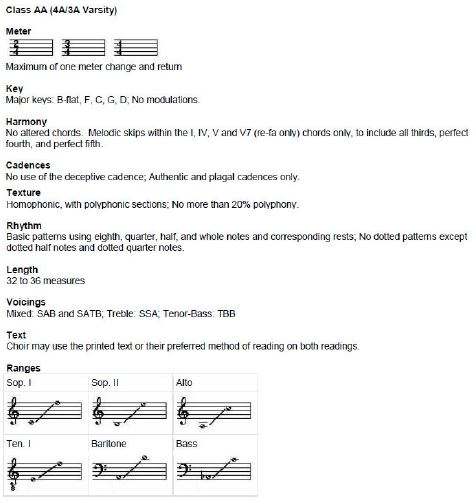 Class AA (4A/3A Varsity)
Meter
2 4 3 4 4 4
Maximum of one meter change and return
Key
Major keys: B-flat, F, C, G, D; No modulations.
Harmony
No altered chords. Melodic skips within the I, IV, V and V7 (re-fa only) chords only, to include all thirds, perfect
fourth, and perfect fifth.
Cadences
No use of the deceptive cadence; Authentic and plagal cadences only.
Texture
Homophonic, with polyphonic sections; No more than 20% polyphony.
Rhythm
Basic patterns using eighth, quarter, half, and whole notes and corresponding rests; No dotted patterns except
dotted half notes and dotted quarter notes.
Length
32 to 36 measures
Voicings
Mixed: SAB and SATB; Treble: SSA; Tenor-Bass: TBB
Text
Choir may use the printed text or their preferred method of reading on both readings.
Ranges
Sop. I Sop. II Alto
Ten. I Baritone Bass
8